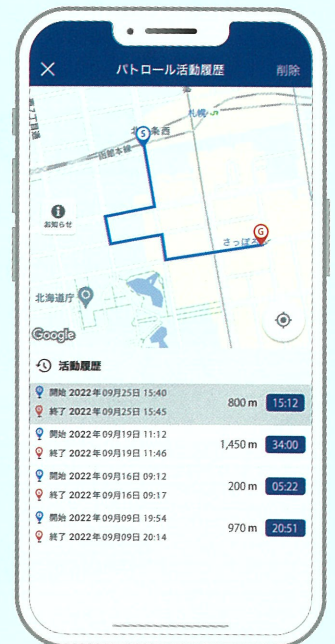 パトロール活動履歴
削除
西7丁目通
札幌
S
北 条西
函館本線
お知らせ
G
さっぽろ
北海道庁
Google
活動履歴
開始 2022年09月25日 15:40
終了 2022年09月25日 15:45
800 m
15:12
開始 2022年09月19日 11:12
終了 2022年09月19日 11:46
1,450 m
34:00
開始 2022年09月16日 09:12
終了 2022年09月16日 09:17
200 m
05:22
開始 2022年09月09日 19:54
終了 2022年09月09日 20:14
970 m
20:51